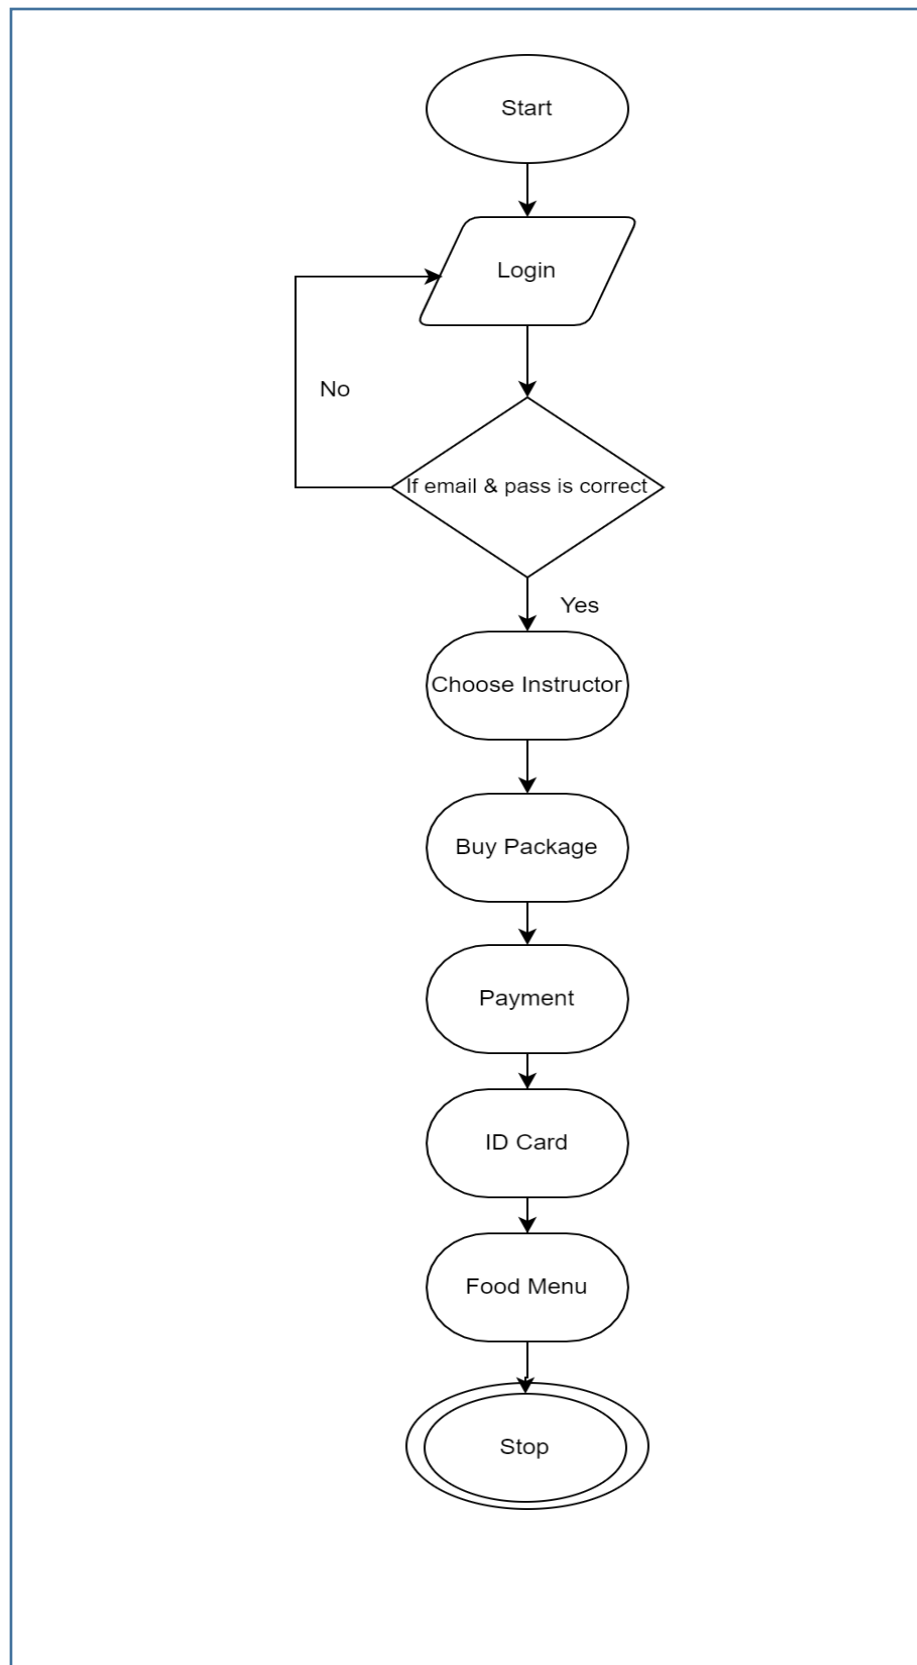 Start
Login
No
If email & pass is correct
Yes
Choose Instructor
Buy Package
Payment
ID Card
Food Menu
Stop